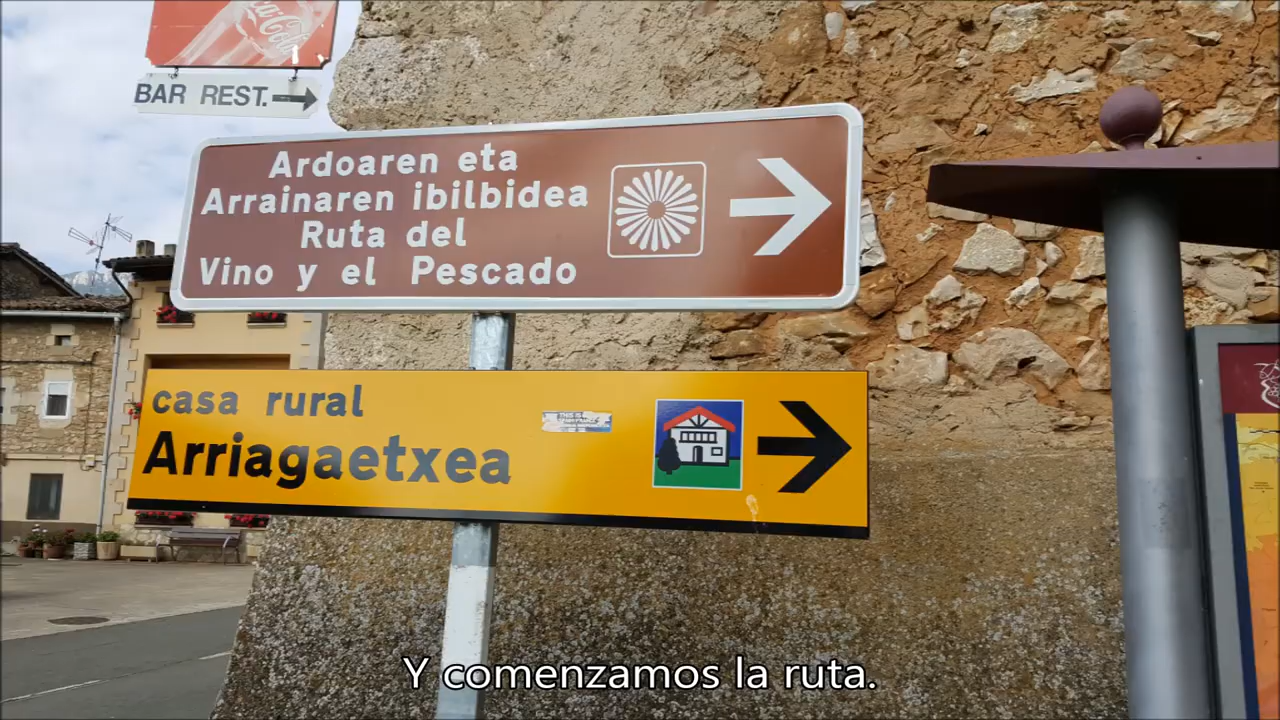 BAR REST.
Ardoaren eta
Arrainaren ibilbidea
Ruta del
Vino y el Pescado
casa rural
Arriagaetxea
Y comenzamos la ruta.